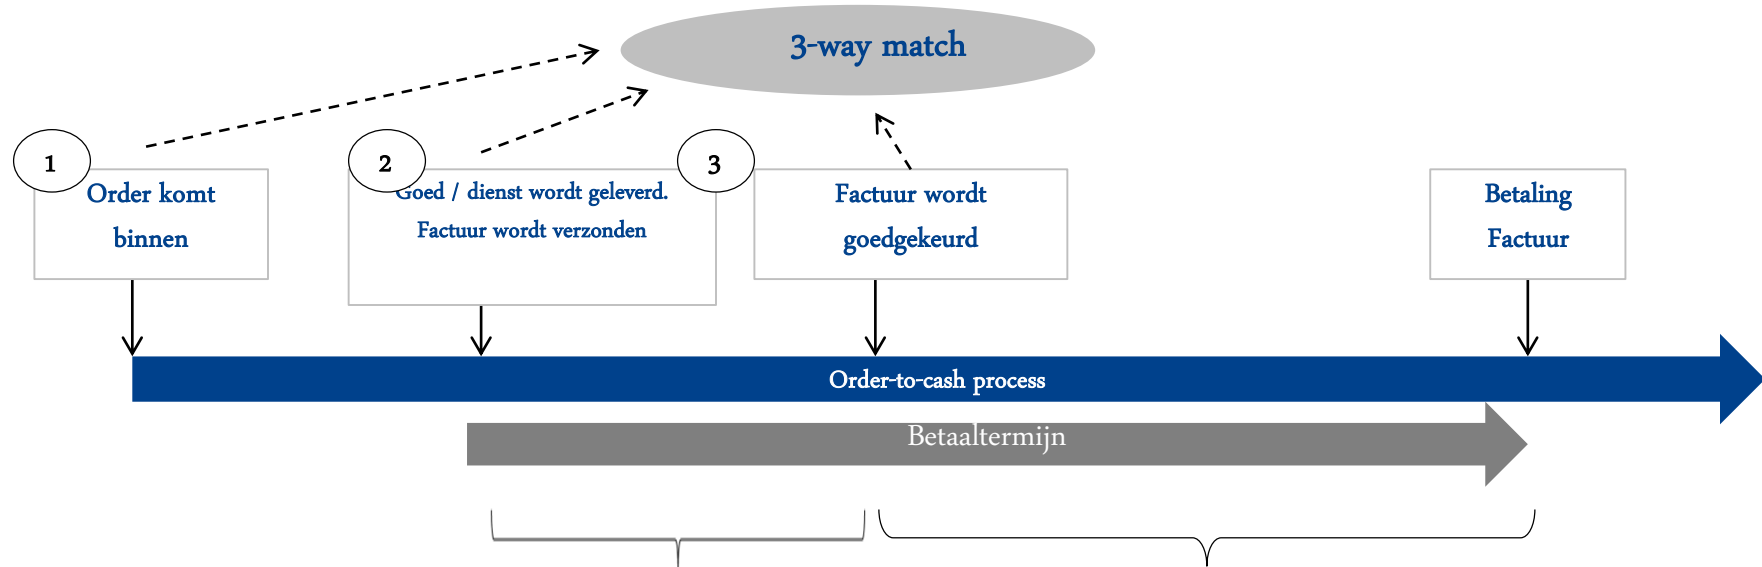 3-way match
1
Order komt
binnen
2
Goed / dienst wordt geleverd.
Factuur wordt verzonden
3
Factuur wordt
goedgekeurd
Betaling
Factuur
Order-to-cash process
Betaaltermijn